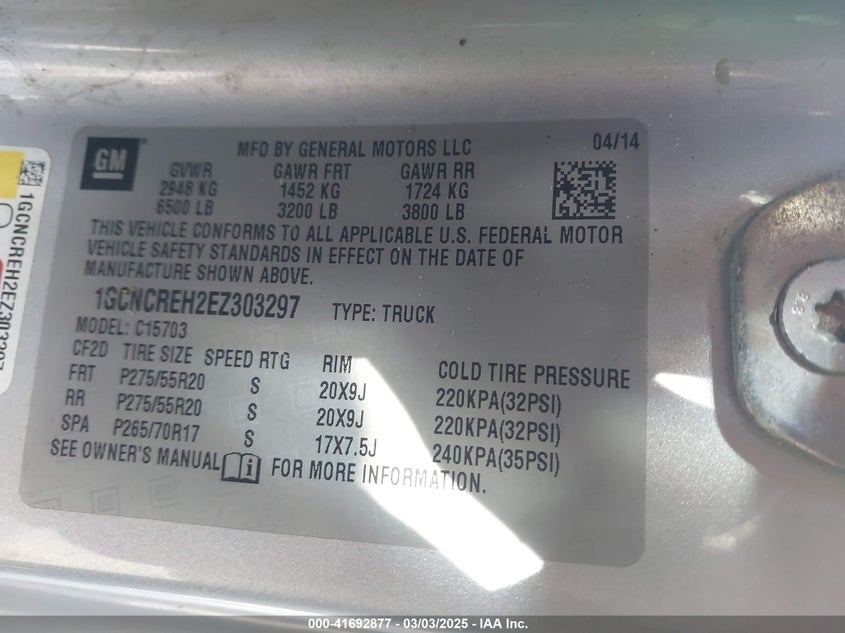 GM
MFD BY GENERAL MOTORS LLC
04/14
GVWR GAWR FRT GAWR RR
2948 KG 1452 KG 1724 KG
6500 LB 3200 LB 3800 LB
THIS VEHICLE CONFORMS TO ALL APPLICABLE U.S. FEDERAL MOTOR
VEHICLE SAFETY STANDARDS IN EFFECT ON THE DATE OF
MANUFACTURE SHOWN ABOVE.
1GCNCREH2EZ303297 TYPE: TRUCK
MODEL: C15703
CF2D TIRE SIZE SPEED RTG RIM COLD TIRE PRESSURE
FRT P275/55R20 S 20X9J 220KPA(32PSI)
RR P275/55R20 S 20X9J 220KPA(32PSI)
SPA P265/70R17 S 17X7.5J 240KPA(35PSI)
SEE OWNER'S MANUAL i FOR MORE INFORMATION.
1GCNCREH2EZ303297
000-41692877 - 03/03/2025 - IAA Inc.